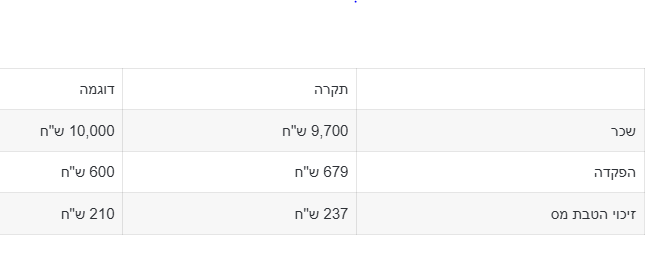 תקרה דוגמה
שכר 9,700 ש"ח 10,000 ש"ח
הפקדה 679 ש"ח 600 ש"ח
זיכוי הטבת מס 237 ש"ח 210 ש"ח